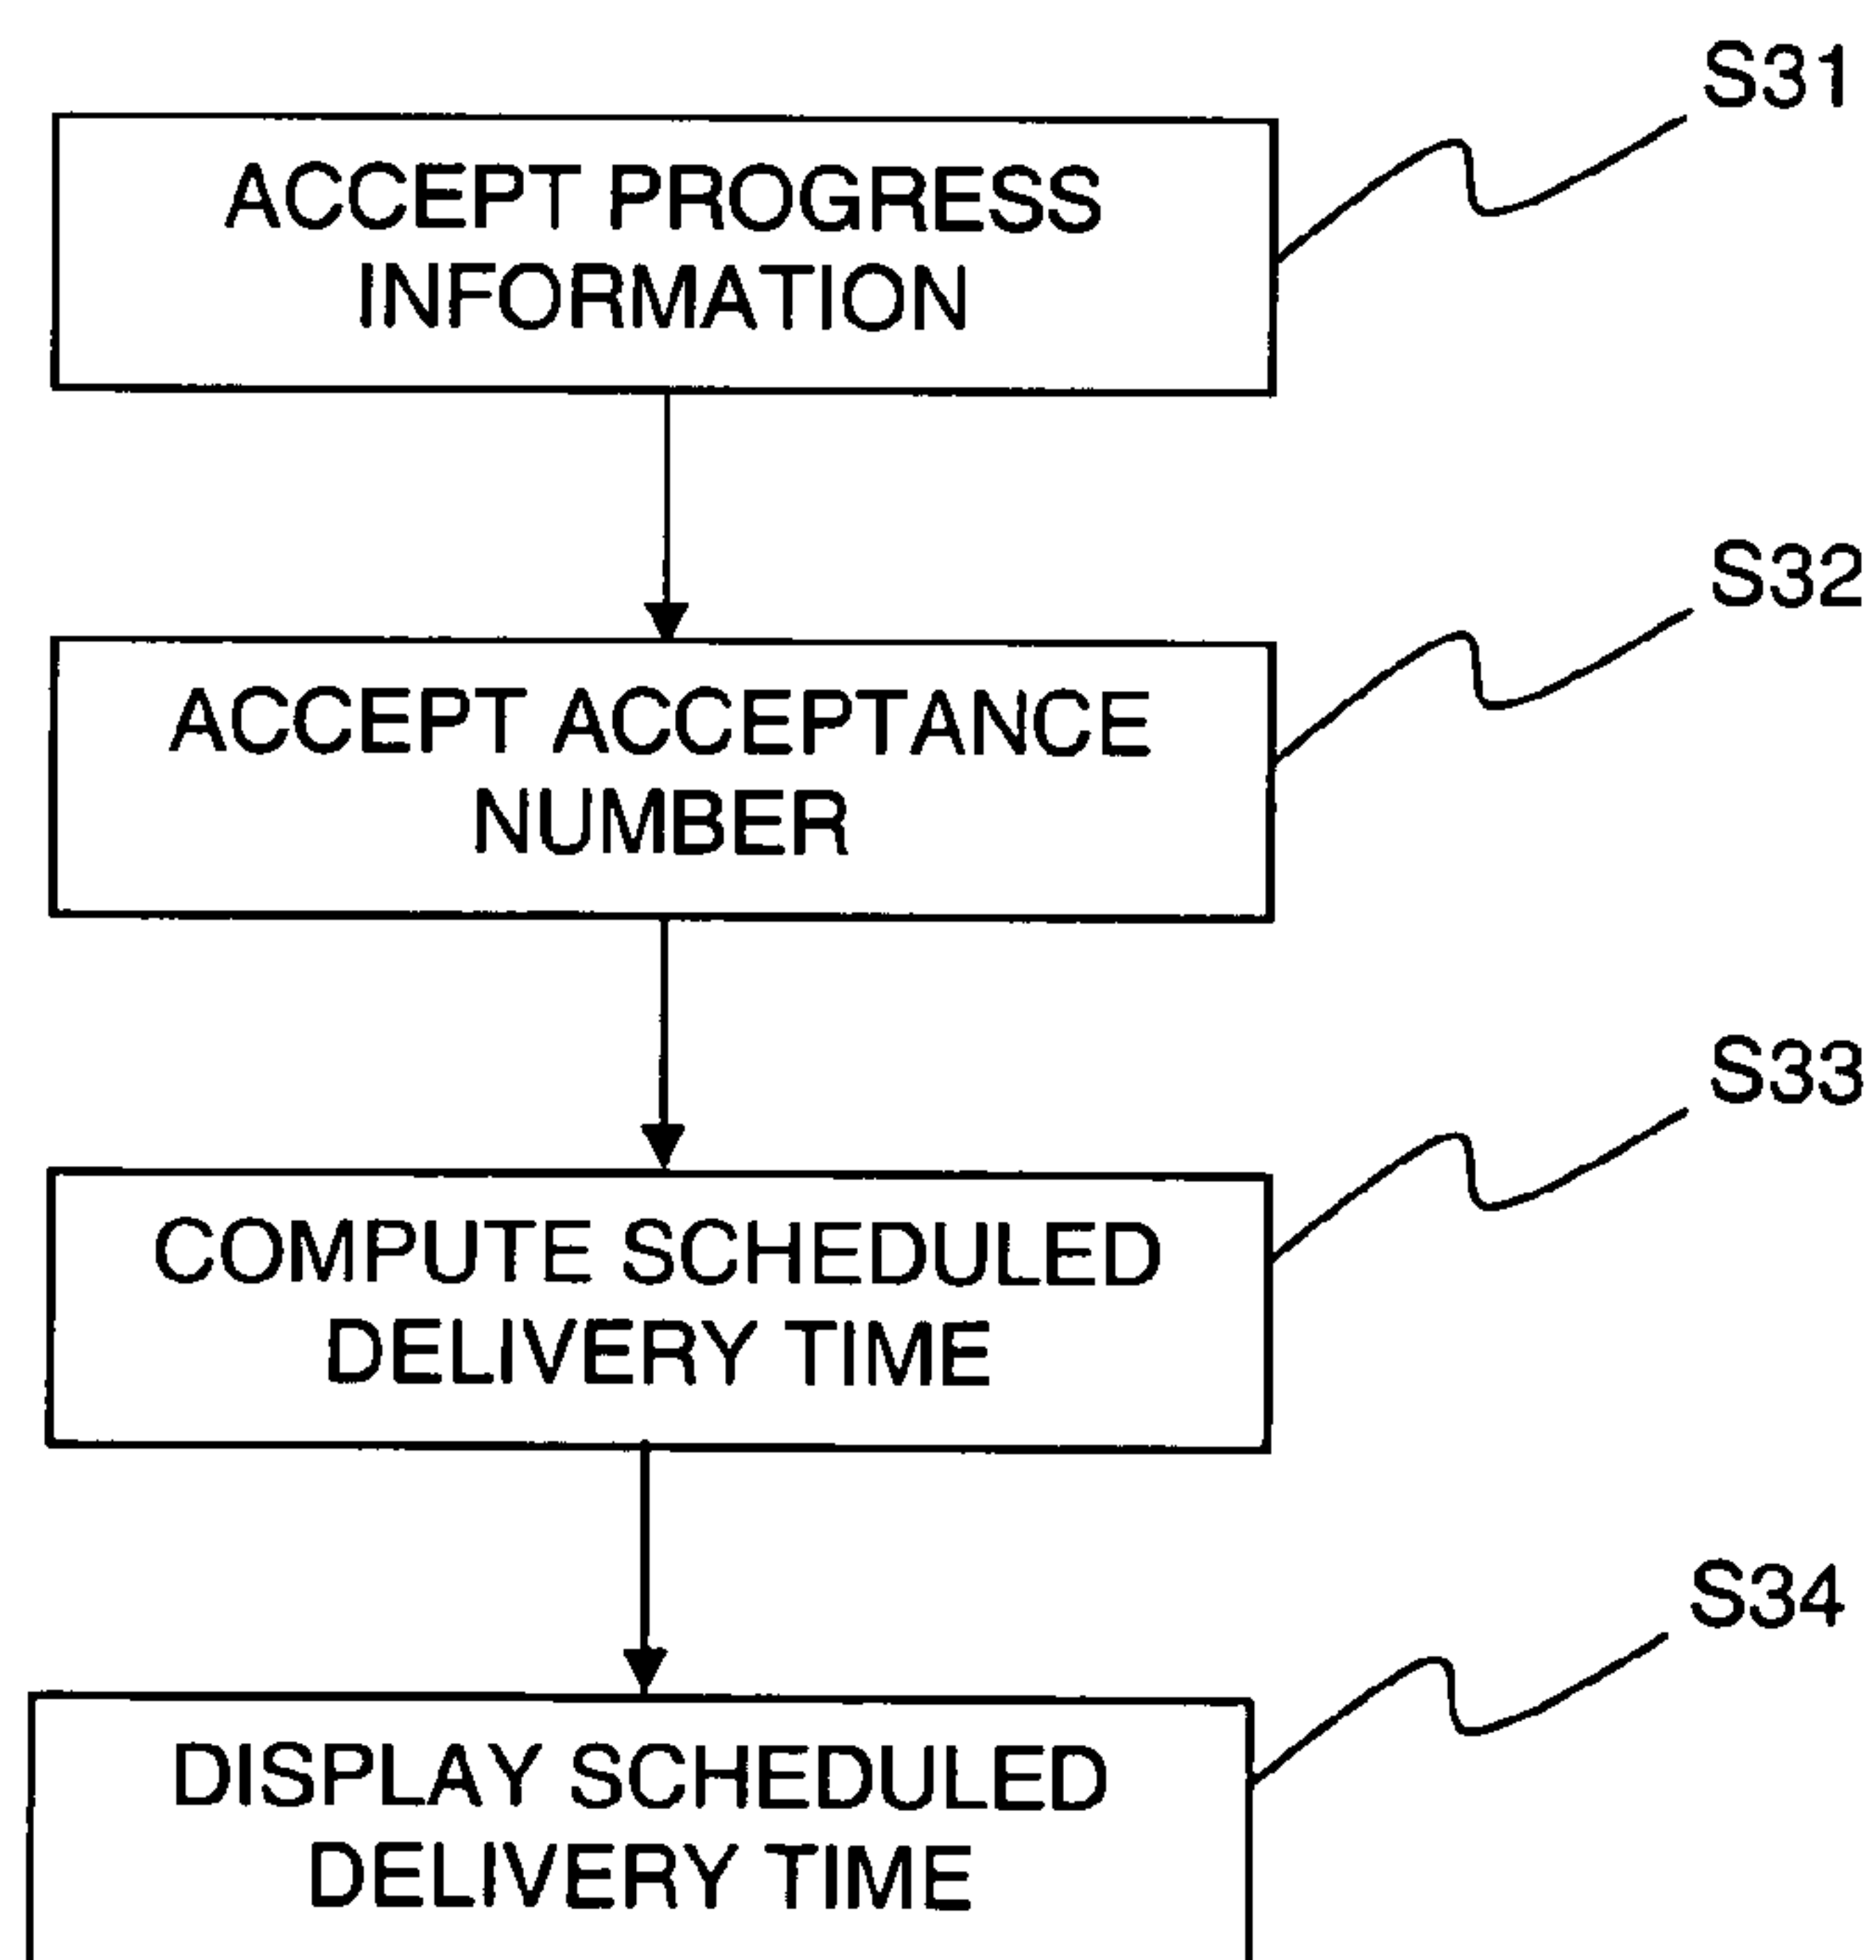 S31
ACCEPT PROGRESS
INFORMATION
S32
ACCEPT ACCEPTANCE
NUMBER
S33
COMPUTE SCHEDULED
DELIVERY TIME
S34
DISPLAY SCHEDULED
DELIVERY TIME